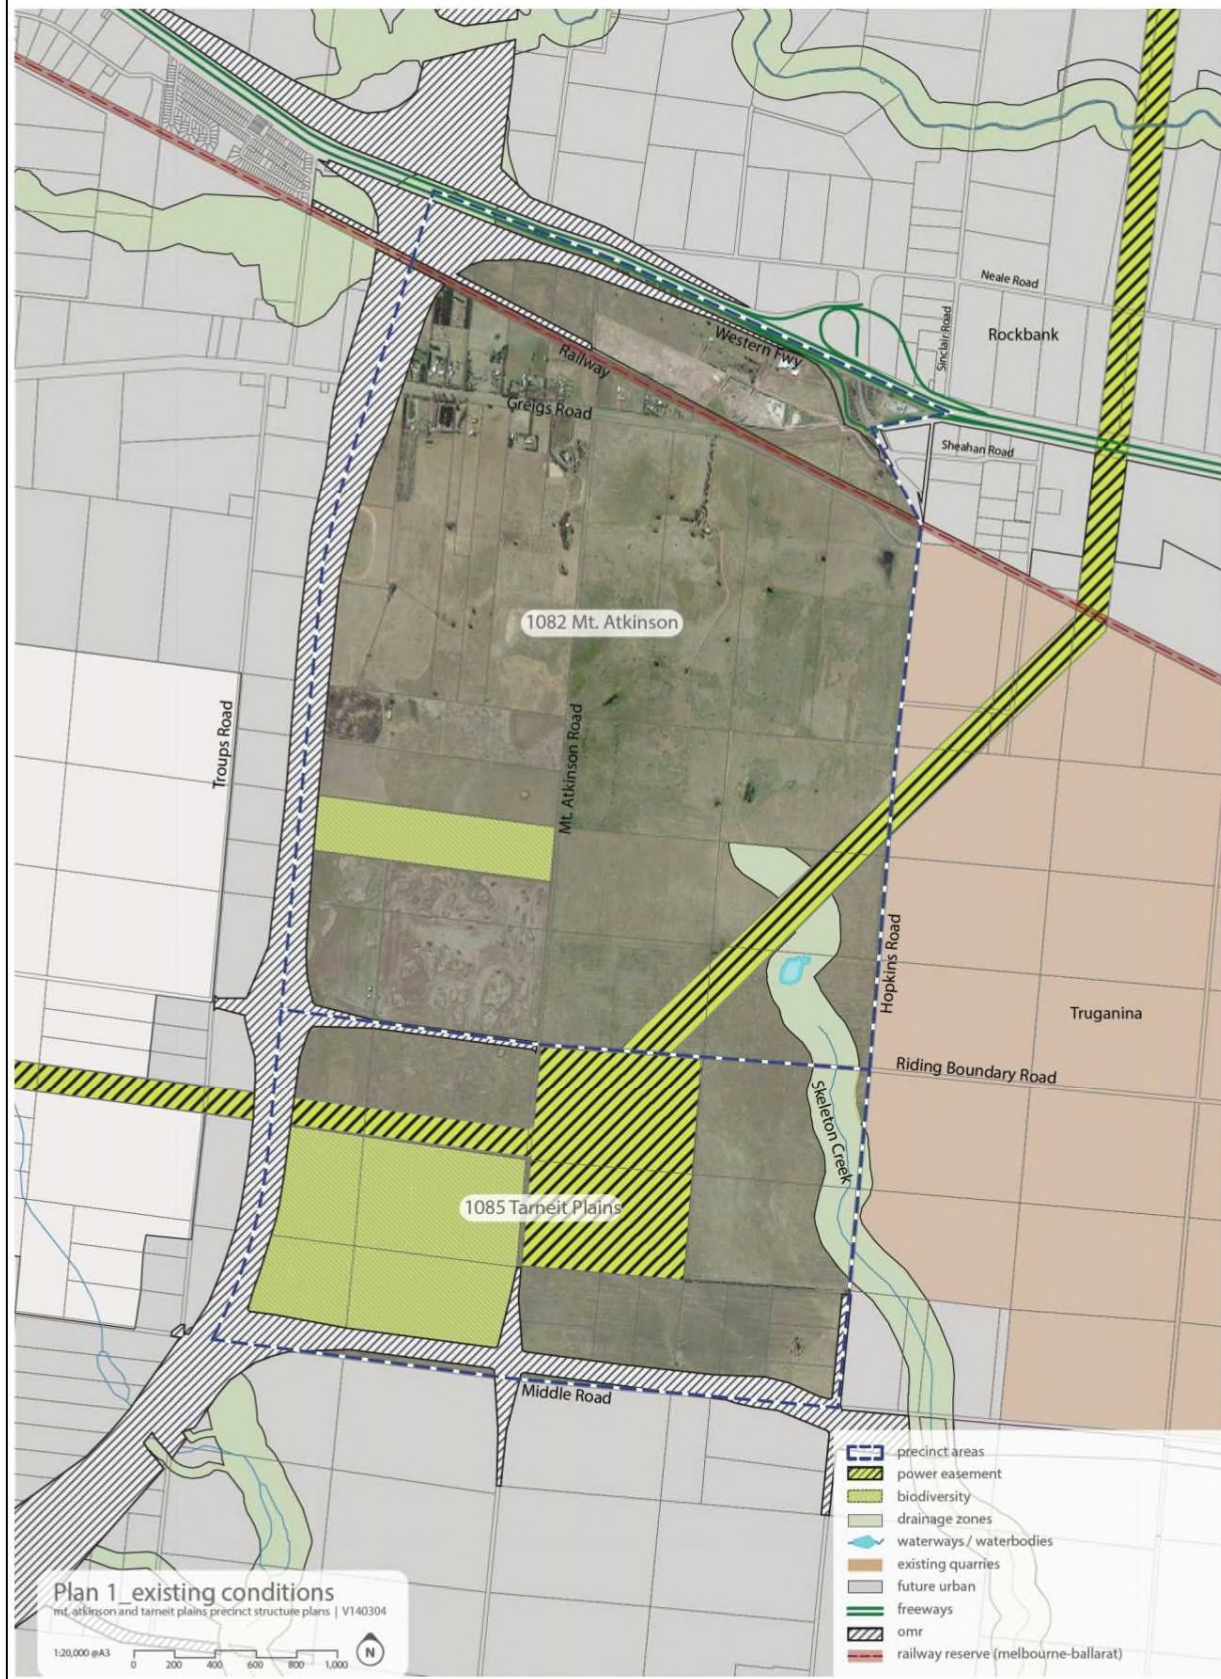 Neale Road
Sinclair Road
Rockbank
Western Fwy
Railway
Greigs Road
Sheahan Road
1082 Mt. Atkinson
Troups Road
Mt. Atkinson Road
Hopkins Road
Truganina
Riding Boundary Road
Skeleton Creek
1085 Tarneit Plains
Middle Road
precinct areas
power easement
biodiversity
drainage zones
waterways / waterbodies
existing quarries
future urban
freeways
omr
railway reserve (melbourne-ballarat)
Plan 1_existing conditions
mt. atkinson and tarneit plains precinct structure plans | V140304
1:20,000 @A3
0 200 400 600 800 1,000
N